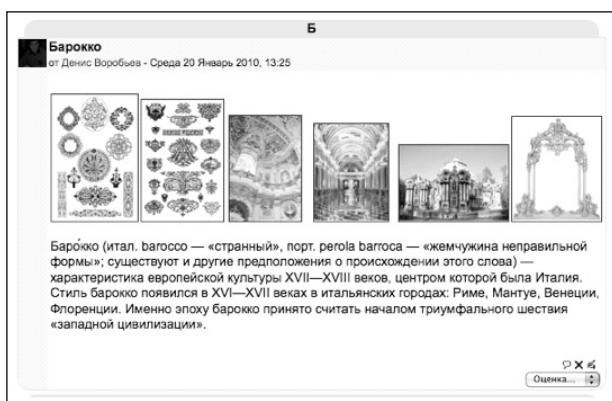 Б
Барокко
от Денис Воробьев - Среда 20 Январь 2010, 13:25
Баро́кко (итал. barocco — «странный», порт. perola barroca — «жемчужина неправильной
формы»; существуют и другие предположения о происхождении этого слова) —
характеристика европейской культуры XVII—XVIII веков, центром которой была Италия.
Стиль барокко появился в XVI—XVII веках в итальянских городах: Риме, Мантуе, Венеции,
Флоренции. Именно эпоху барокко принято считать началом триумфального шествия
«западной цивилизации».
Оценка...